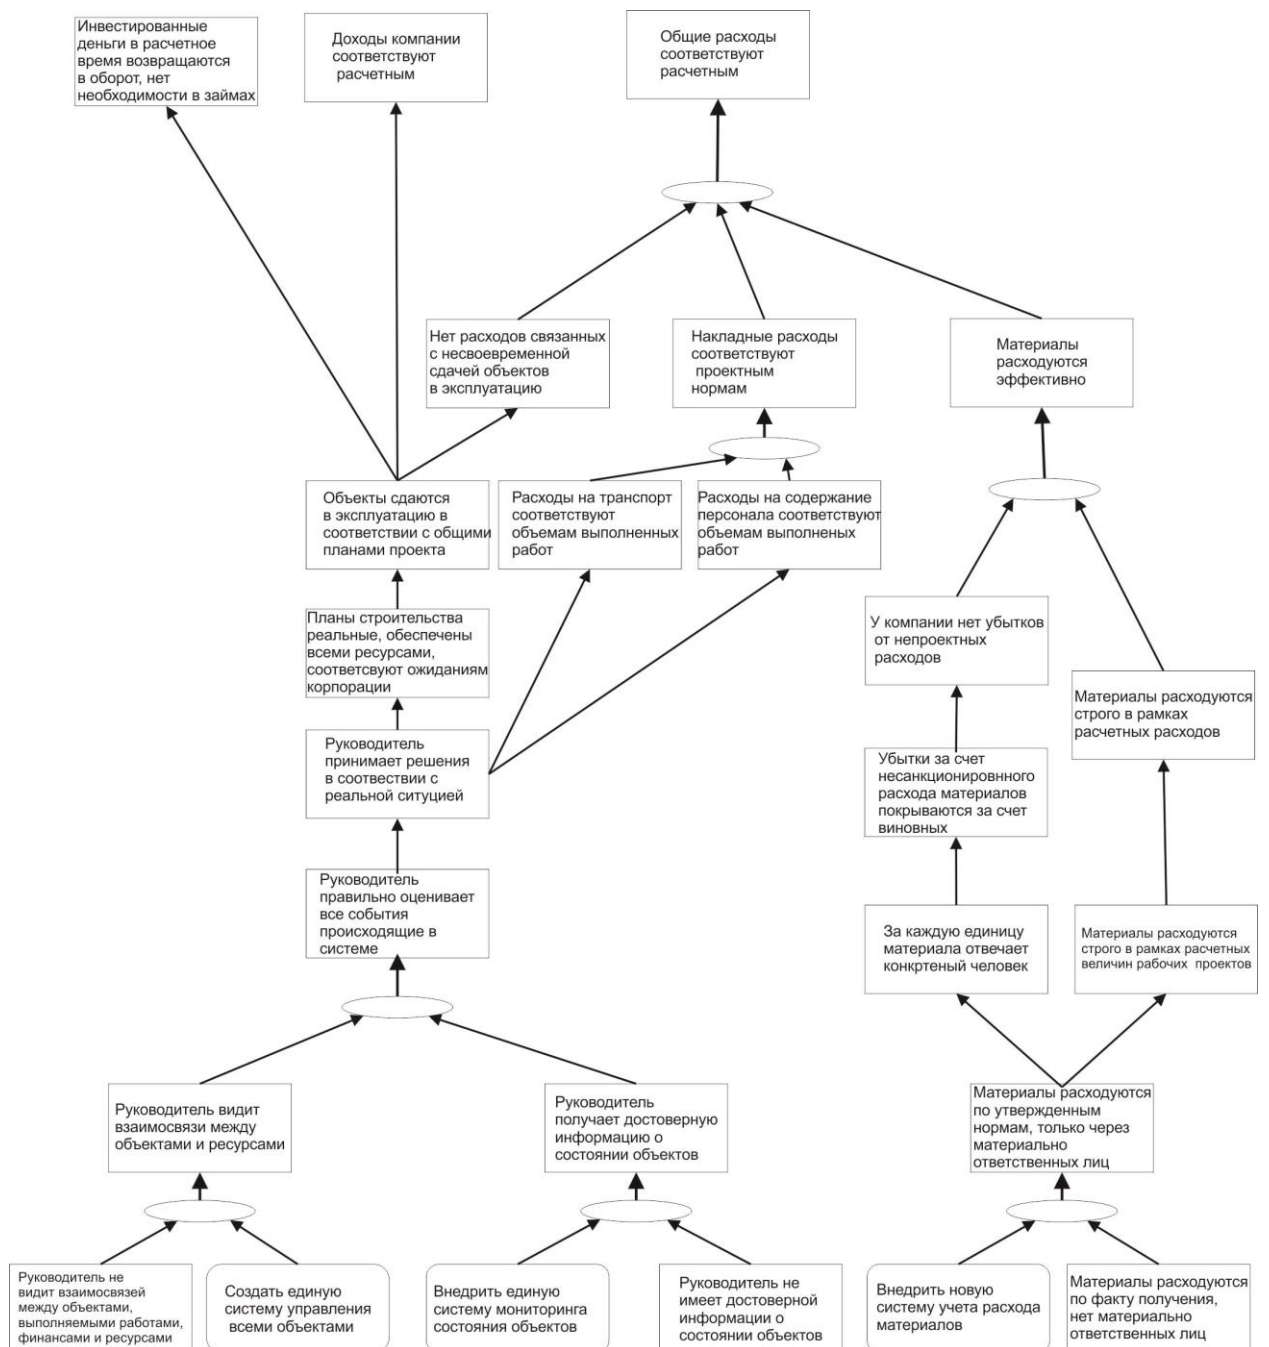 Инвестированные
деньги в расчетное
время возвращаются
в оборот, нет
необходимости в займах
Доходы компании
соответствуют
расчетным
Общие расходы
соответствуют
расчетным
Нет расходов связанных
с несвоевременной
сдачей объектов
в эксплуатацию
Накладные расходы
соответствуют
проектным
нормам
Материалы
расходуются
эффективно
Объекты сдаются
в эксплуатацию в
соответствии с общими
планами проекта
Расходы на транспорт
соответствуют
объемам выполненных
работ
Расходы на содержание
персонала соответствуют
объемам выполненых
работ
Планы строительства
реальные, обеспечены
всеми ресурсами,
соответсвуют ожиданиям
корпорации
У компании нет убытков
от непроектных
расходов
Материалы расходуются
строго в рамках
расчетных расходов
Руководитель
принимает решения
в соотвествии с
реальной ситуцией
Убытки за счет
несанкционировнного
расхода материалов
покрываются за счет
виновных
Руководитель
правильно оценивает
все события
происходящие в
системе
За каждую единицу
материала отвечает
конкртеный человек
Материалы расходуются
строго в рамках расчетных
величин рабочих проектов
Руководитель видит
взаимосвязи между
объектами и ресурсами
Руководитель
получает достоверную
информацию о
состоянии объектов
Материалы расходуются
по утвержденным
нормам, только через
материально
ответственных лиц
Руководитель не
видит взаимосвязей
между объектами,
выполняемыми работами,
финансами и ресурсами
Создать единую
систему управления
всеми объектами
Внедрить единую
систему мониторинга
состояния объектов
Руководитель не
имеет достоверной
информации о
состоянии объектов
Внедрить новую
систему учета расхода
материалов
Материалы расходуются
по факту получения,
нет материально
ответственных лиц